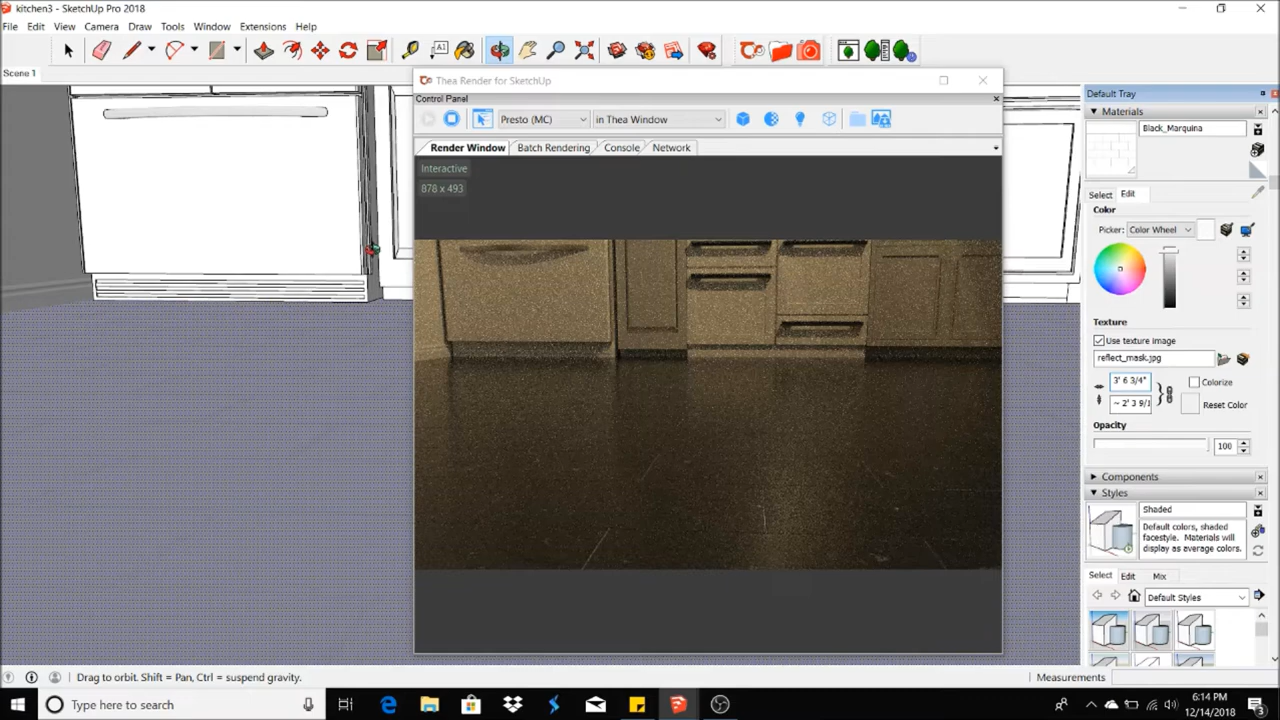 kitchen3 - SketchUp Pro 2018
File Edit View Camera Draw Tools Window Extensions Help
Scene 1
Thea Render for SketchUp
Control Panel
Presto (MC) in Thea Window
Render Window Batch Rendering Console Network
Interactive
878 x 493
Default Tray
Materials
Black_Marquina
Select Edit
Color
Picker: Color Wheel
Texture
Use texture image
reflect_mask.jpg
3' 6 3/4" Colorize
~ 2' 3 9/1 Reset Color
Opacity
100
Components
Styles
Shaded
Default colors, shaded
facestyle. Materials will
display as average colors.
Select Edit Mix
Default Styles
Drag to orbit. Shift = Pan, Ctrl = suspend gravity. Measurements
Type here to search
6:14 PM
12/14/2018
3